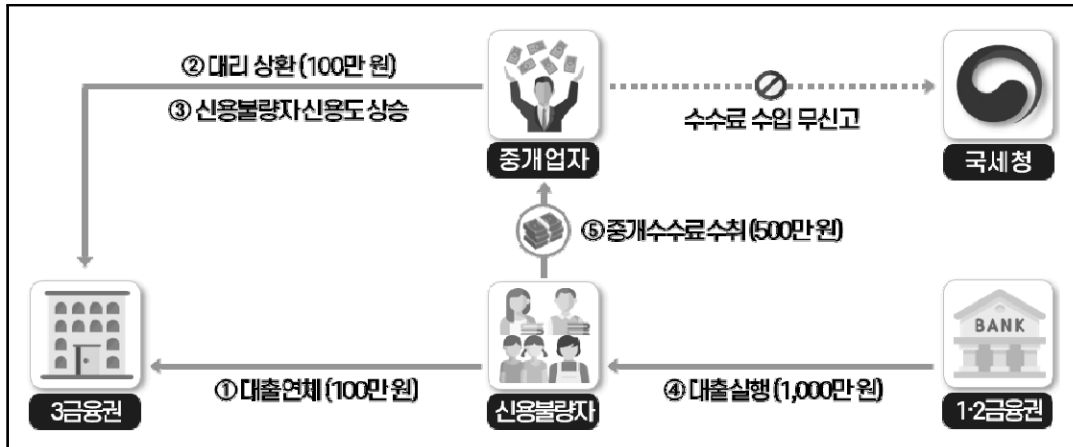 ② 대리 상환 (100만 원)
③ 신용불량자 신용도 상승
중개업자
수수료 수입 무신고
국세청
⑤ 중개수수료 수취 (500만 원)
BANK
① 대출연체 (100만 원)
④ 대출실행 (1,000만 원)
3금융권
신용불량자
1·2금융권